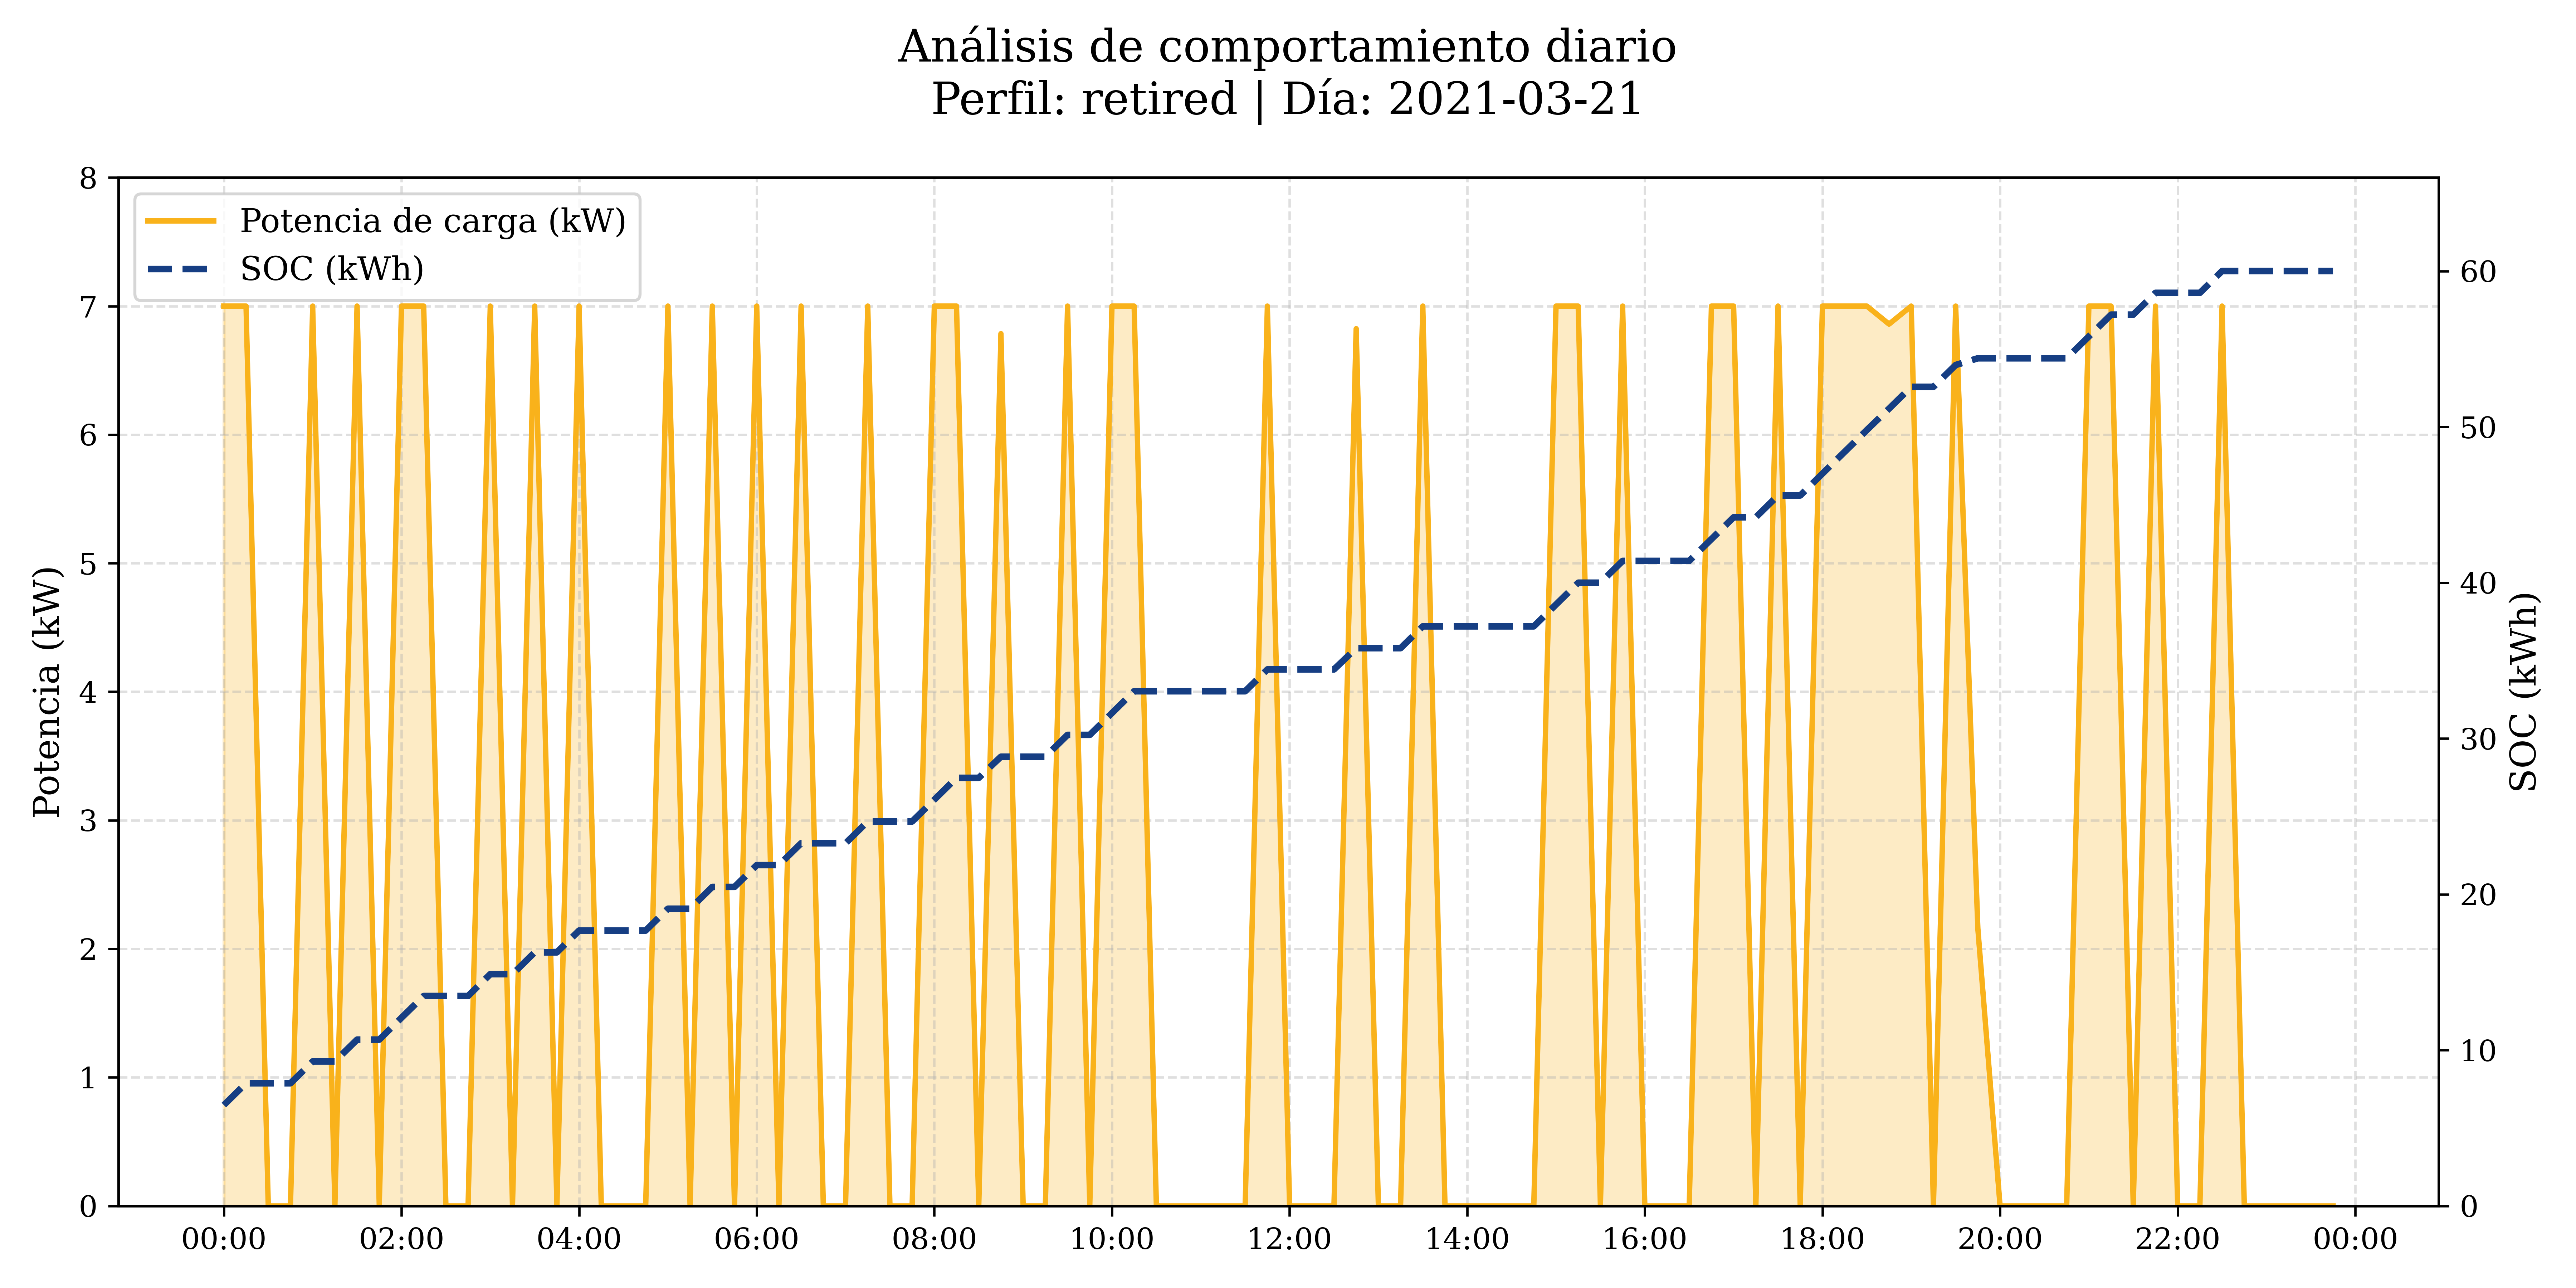 Análisis de comportamiento diario
Perfil: retired | Día: 2021-03-21
Potencia de carga (kW)
SOC (kWh)
Potencia (kW)
8
7
6
5
4
3
2
1
0
SOC (kWh)
60
50
40
30
20
10
0
00:00 02:00 04:00 06:00 08:00 10:00 12:00 14:00 16:00 18:00 20:00 22:00 00:00